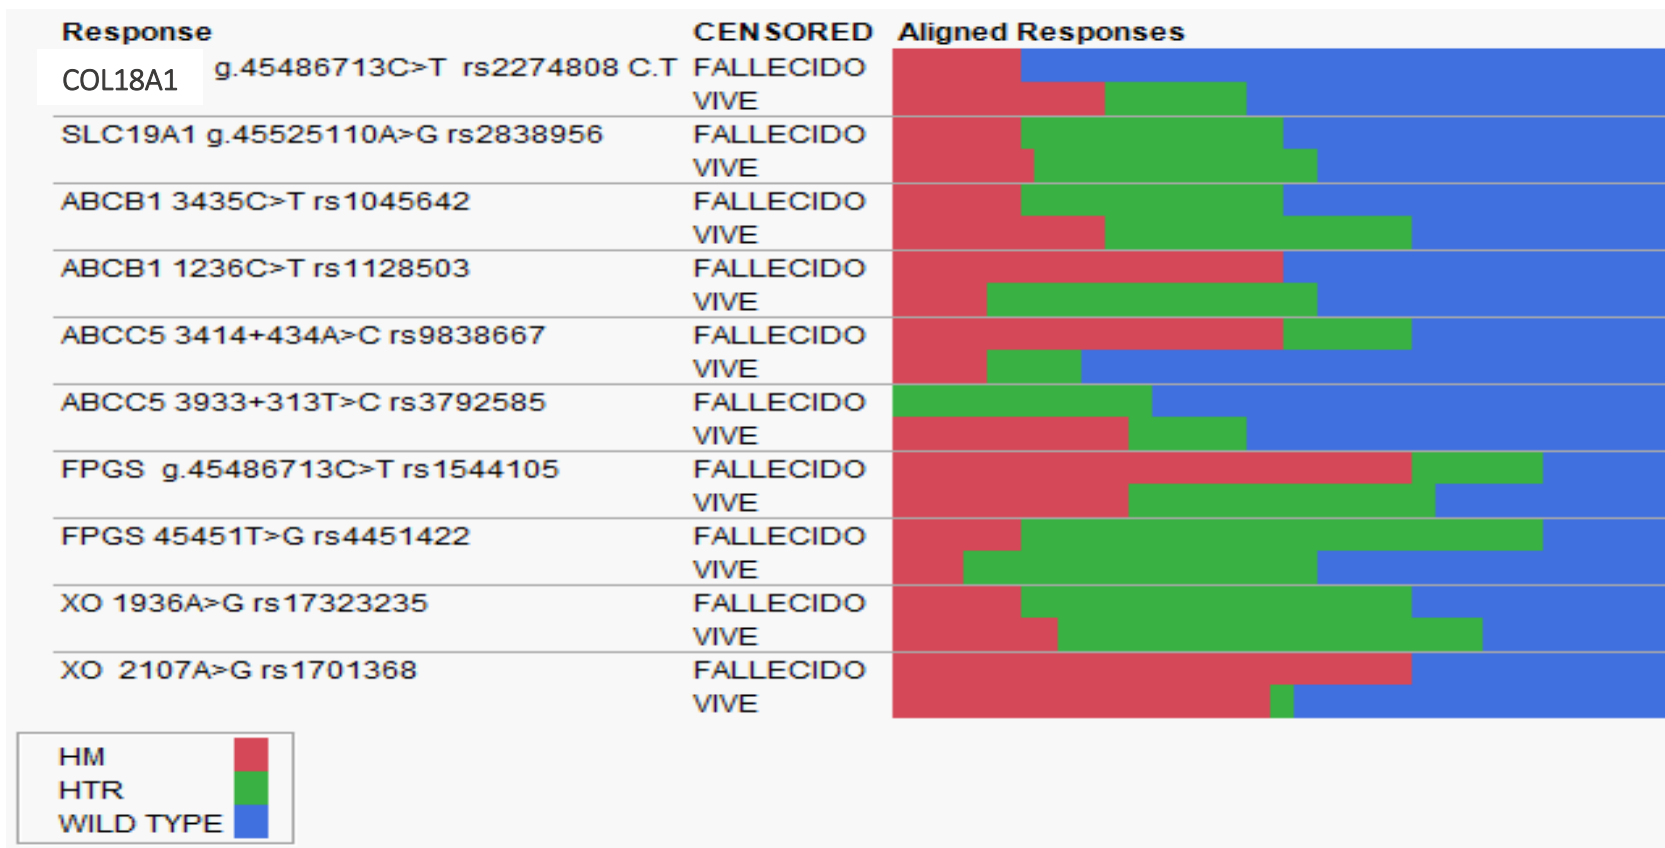 Response CENSORED Aligned Responses
COL18A1 g.45486713C>T rs2274808 C.T FALLECIDO
VIVE
SLC19A1 g.45525110A>G rs2838956 FALLECIDO
VIVE
ABCB1 3435C>T rs1045642 FALLECIDO
VIVE
ABCB1 1236C>T rs1128503 FALLECIDO
VIVE
ABCC5 3414+434A>C rs9838667 FALLECIDO
VIVE
ABCC5 3933+313T>C rs3792585 FALLECIDO
VIVE
FPGS g.45486713C>T rs1544105 FALLECIDO
VIVE
FPGS 45451T>G rs4451422 FALLECIDO
VIVE
XO 1936A>G rs17323235 FALLECIDO
VIVE
XO 2107A>G rs1701368 FALLECIDO
VIVE
HM
HTR
WILD TYPE